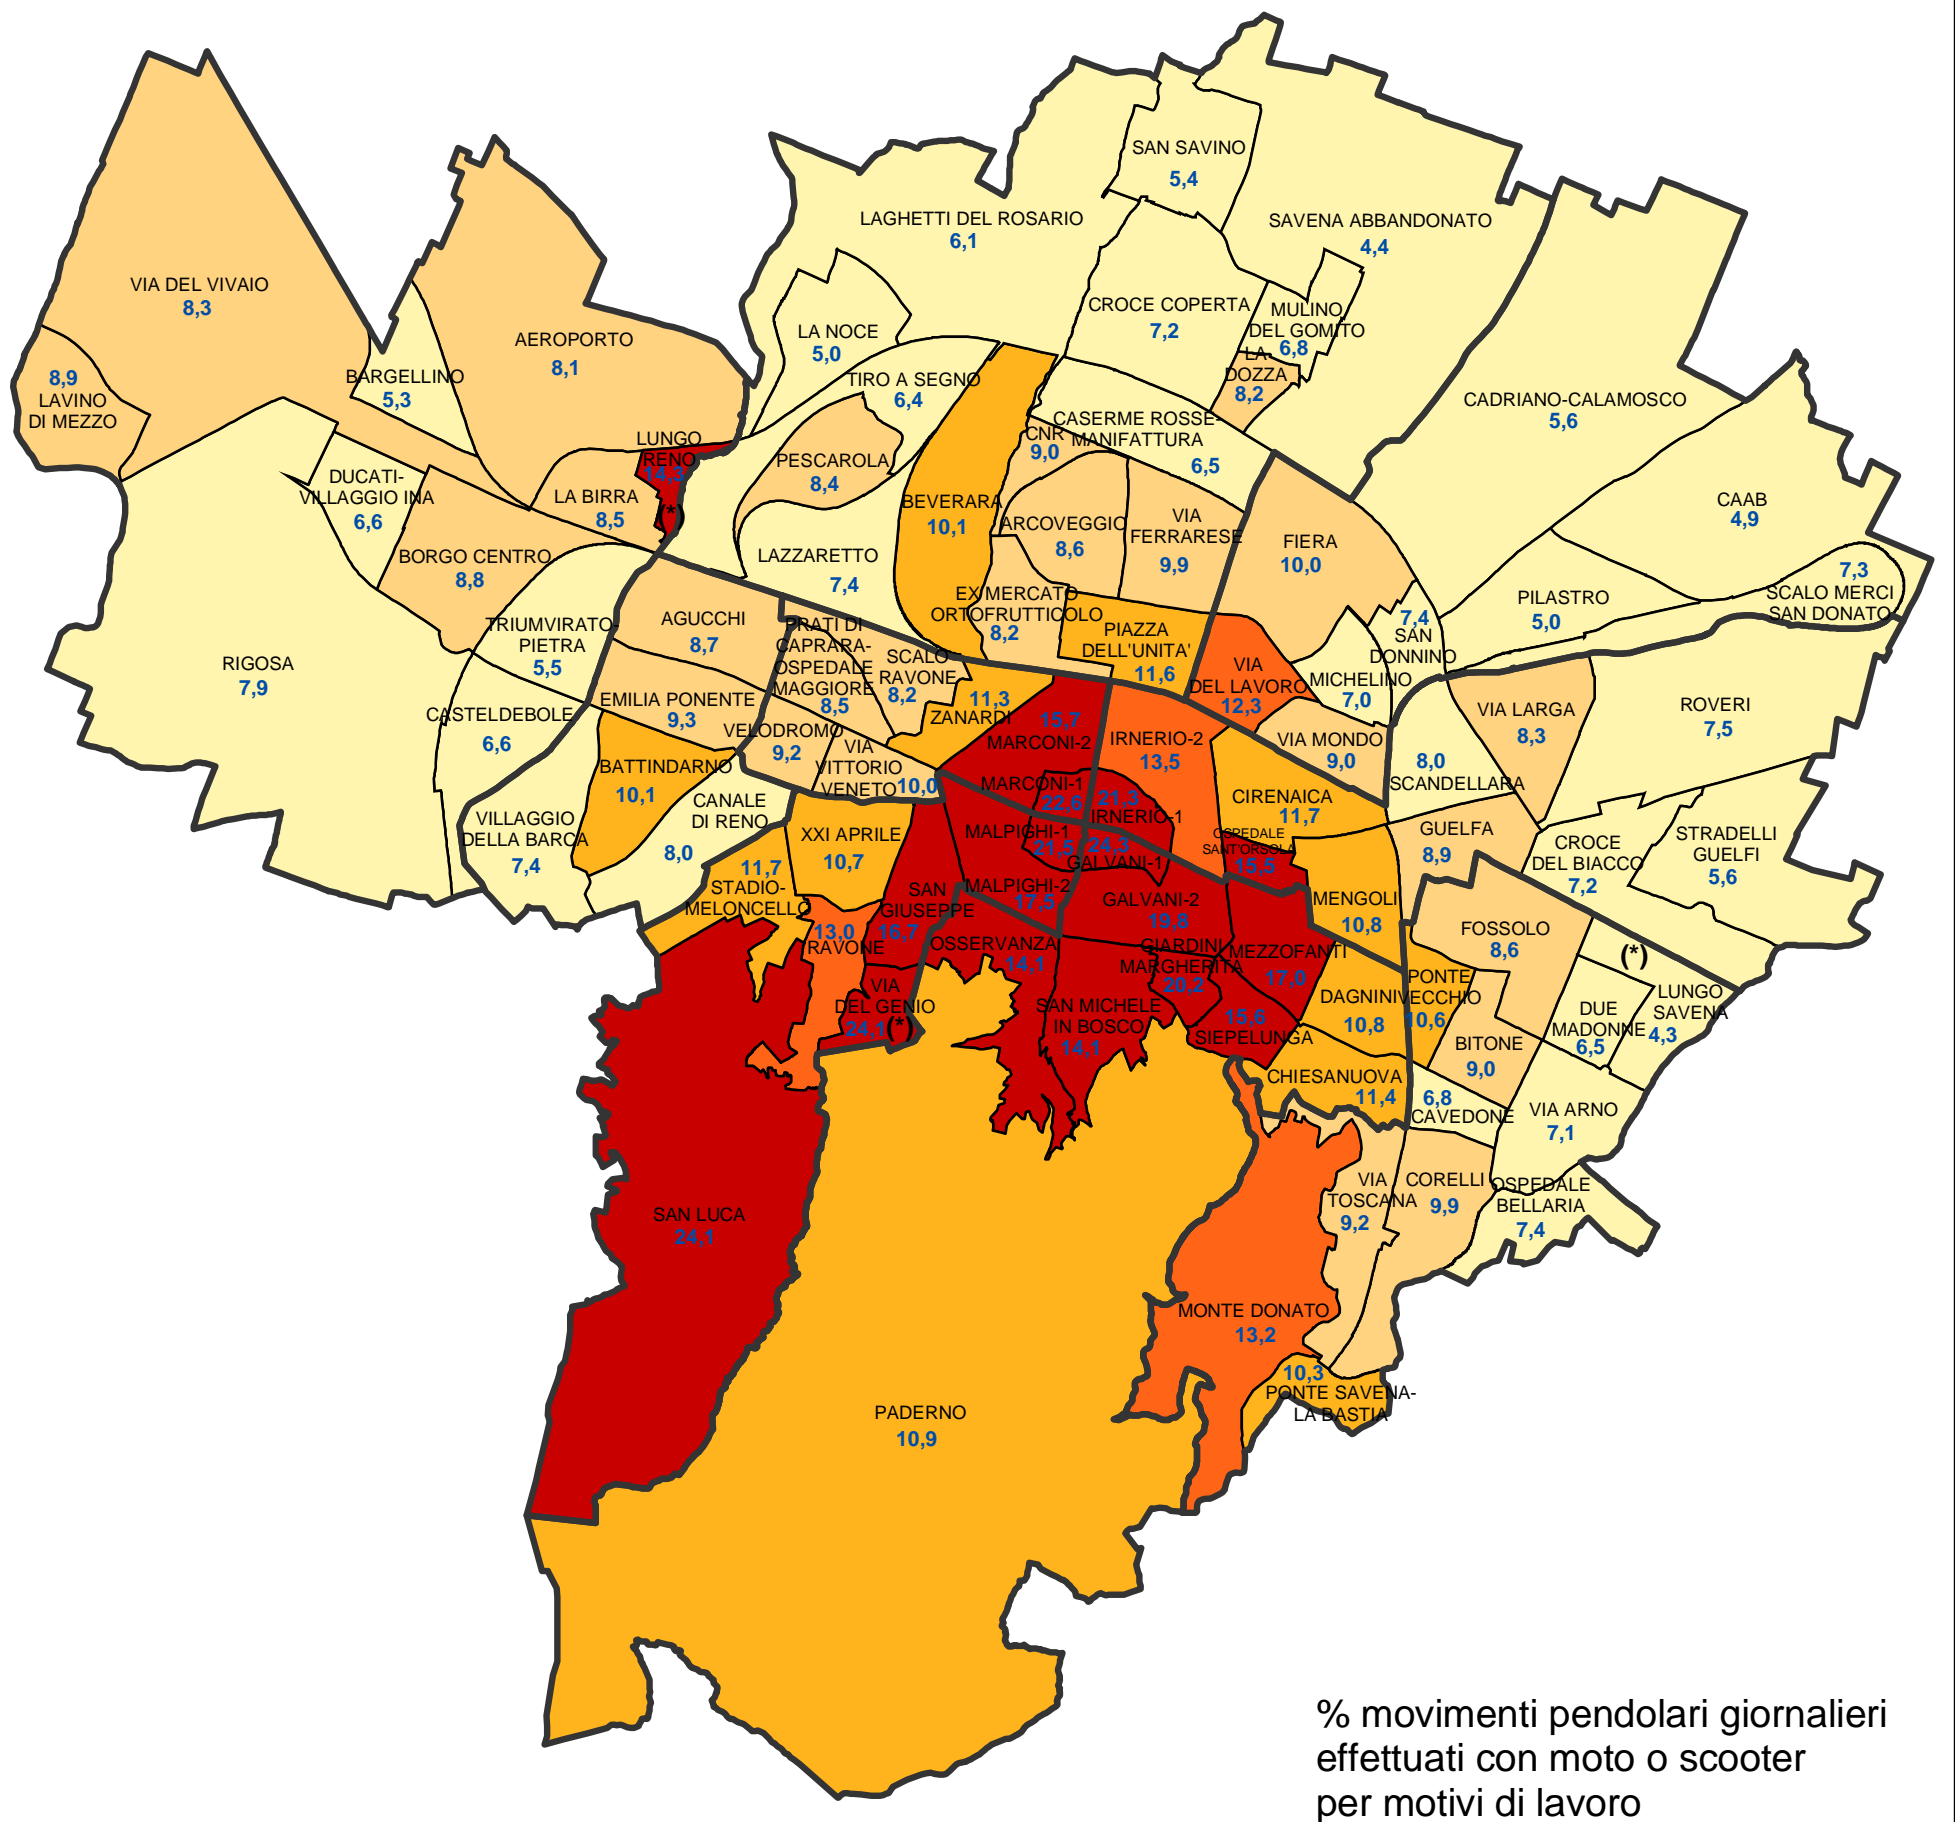 SAN SAVINO
5,4
LAGHETTI DEL ROSARIO
6,1
SAVENA ABBANDONATO
4,4
VIA DEL VIVAIO
8,3
AEROPORTO
8,1
LA NOCE
5,0
CROCE COPERTA
7,2
MULINO
DEL GOMITO
6,8
LA
DOZZA
8,2
BARGELLINO
5,3
8,9
LAVINO
DI MEZZO
TIRO A SEGNO
6,4
CADRIANO-CALAMOSCO
5,6
CASERME ROSSE-
MANIFATTURA
6,5
CNR
9,0
LUNGO
RENO
14,3
(*)
PESCAROLA
8,4
DUCATI-
VILLAGGIO INA
6,6
LA BIRRA
8,5
BEVERARA
10,1
ARCOVEGGIO
8,6
VIA
FERRARESE
9,9
FIERA
10,0
CAAB
4,9
BORGO CENTRO
8,8
LAZZARETTO
7,4
EX MERCATO
ORTOFRUTTICOLO
8,2
7,3
SCALO MERCI
SAN DONATO
PILASTRO
5,0
7,4
SAN
DONNINO
TRIUMVIRATO-
PIETRA
5,5
AGUCCHI
8,7
PRATI DI
CAPRARA-
OSPEDALE
MAGGIORE
8,5
SCALO
RAVONE
8,2
PIAZZA
DELL'UNITA'
11,6
VIA
DEL LAVORO
12,3
MICHELINO
7,0
RIGOSA
7,9
EMILIA PONENTE
9,3
11,3
ZANARDI
15,7
MARCONI-2
VIA LARGA
8,3
ROVERI
7,5
CASTELDEBOLE
6,6
VELODROMO
9,2
VIA
VITTORIO
VENETO
10,0
IRNERIO-2
13,5
VIA MONDO
9,0
8,0
SCANDELLARA
BATTINDARNO
10,1
CANALE
DI RENO
8,0
MARCONI-1
22,6
21,3
IRNERIO-1
CIRENAICA
11,7
VILLAGGIO
DELLA BARCA
7,4
XXI APRILE
10,7
MALPIGHI-1
21,5
24,3
GALVANI-1
OSPEDALE
SANT'ORSOLA
15,5
GUELFA
8,9
CROCE
DEL BIACCO
7,2
STRADELLI
GUELFI
5,6
11,7
STADIO-
MELONCELLO
SAN
GIUSEPPE
16,7
MALPIGHI-2
17,5
GALVANI-2
19,8
MENGOLI
10,8
FOSSOLO
8,6
13,0
RAVONE
OSSERVANZA
14,1
GIARDINI
MARGHERITA
20,2
MEZZOFANTI
17,0
(*)
VIA
DEL GENIO
24,1
(*)
SAN MICHELE
IN BOSCO
14,1
15,6
SIEPELUNGA
DAGNINI
10,8
PONTE
VECCHIO
10,6
DUE
MADONNE
6,5
LUNGO
SAVENA
4,3
BITONE
9,0
CHIESANUOVA
11,4
6,8
CAVEDONE
VIA ARNO
7,1
SAN LUCA
24,1
VIA
TOSCANA
9,2
CORELLI
9,9
OSPEDALE
BELLARIA
7,4
MONTE DONATO
13,2
10,3
PONTE SAVENA-
LA BASTIA
PADERNO
10,9
% movimenti pendolari giornalieri
effettuati con moto o scooter
per motivi di lavoro